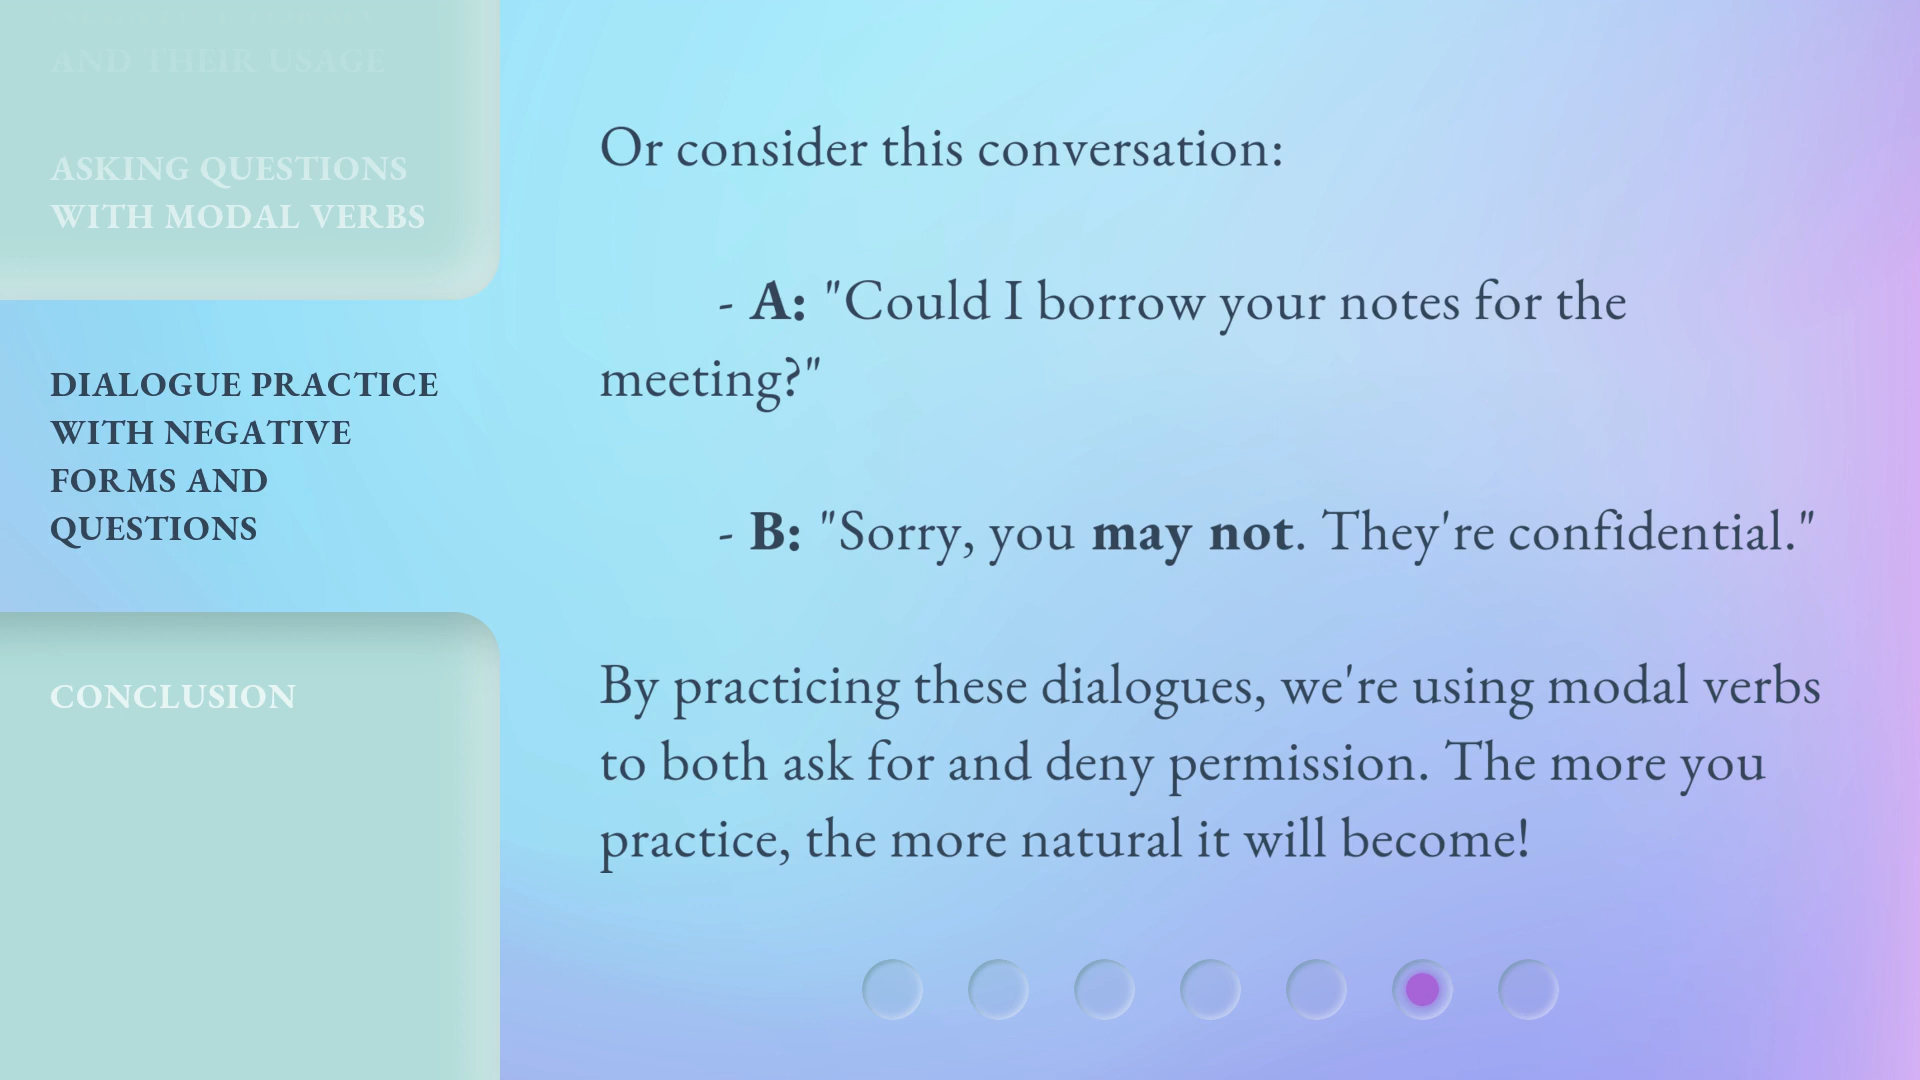 AND THEIR USAGE
ASKING QUESTIONS
WITH MODAL VERBS
DIALOGUE PRACTICE
WITH NEGATIVE
FORMS AND
QUESTIONS
CONCLUSION
Or consider this conversation:
- A: "Could I borrow your notes for the
meeting?"
- B: "Sorry, you may not. They're confidential."
By practicing these dialogues, we're using modal verbs
to both ask for and deny permission. The more you
practice, the more natural it will become!